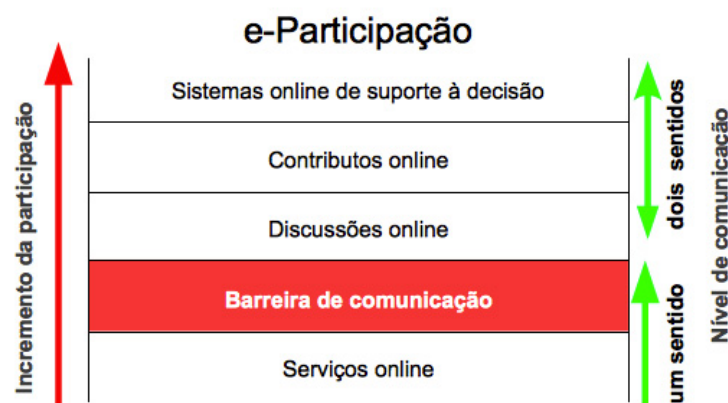 e-Participação
Sistemas online de suporte à decisão
Contributos online
Discussões online
Barreira de comunicação
Serviços online
Incremento da participação
dois sentidos
um sentido
Nível de comunicação